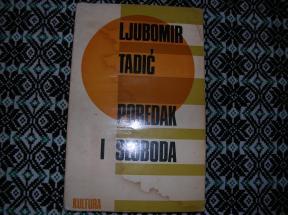 LJUBOMIR
TADIĆ
POREDAK
I SLOBODA
KULTURA